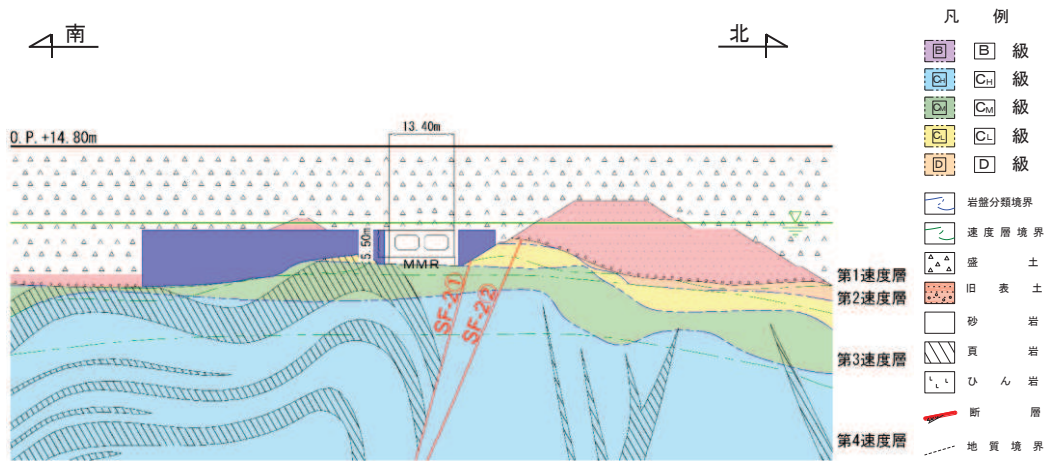 南
北
O.P.+14.80m
13.40m
5.50m
MMR
SF-2(1)
SF-2(2)
第1速度層
第2速度層
第3速度層
第4速度層
凡 例
B B 級
CH CH 級
CM CM 級
CL CL 級
D D 級
岩盤分類境界
速度層境界
盛 土
旧 表 土
砂 岩
頁 岩
ひ ん 岩
断 層
地 質 境 界